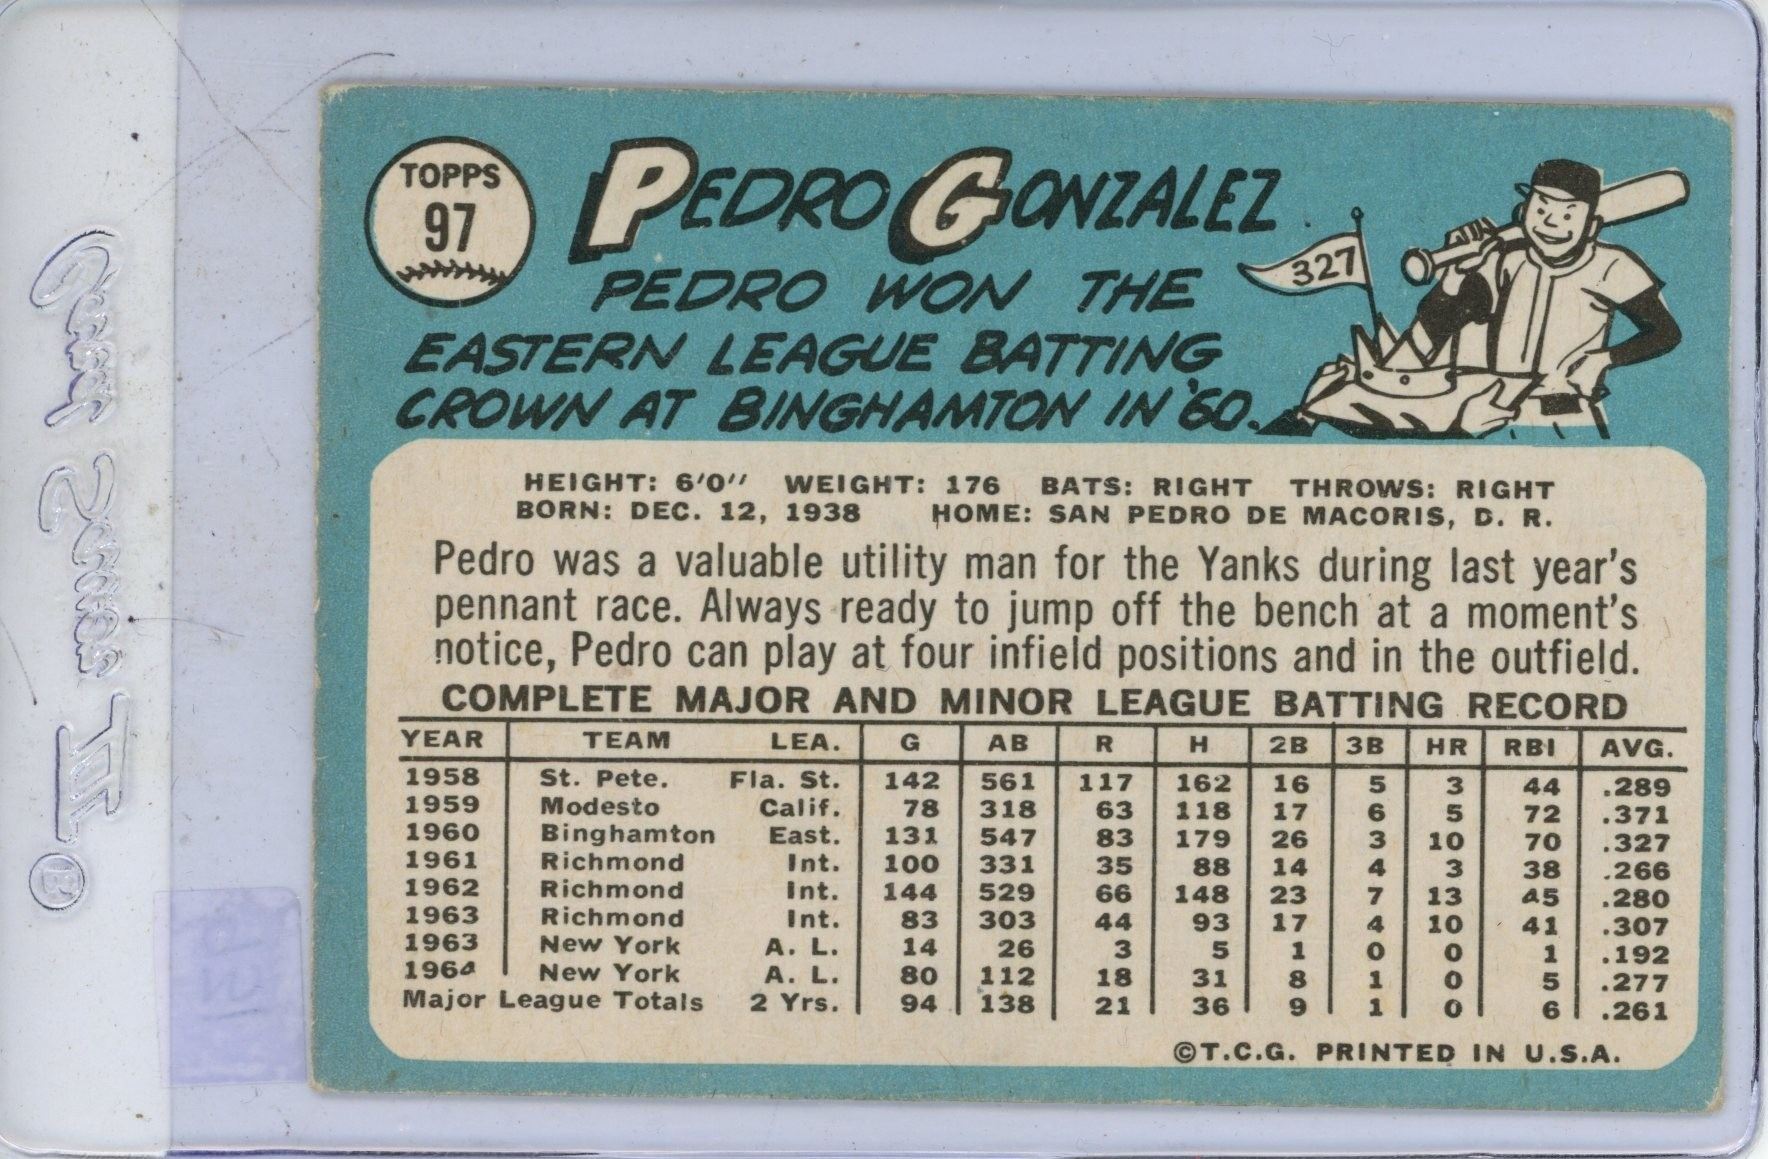 TOPPS
97
PEDRO GONZALEZ
PEDRO WON THE
EASTERN LEAGUE BATTING
CROWN AT BINGHAMTON IN '60.
327
HEIGHT: 6'0" WEIGHT: 176 BATS: RIGHT THROWS: RIGHT
BORN: DEC. 12, 1938 HOME: SAN PEDRO DE MACORIS, D. R.
Pedro was a valuable utility man for the Yanks during last year's
pennant race. Always ready to jump off the bench at a moment's
notice, Pedro can play at four infield positions and in the outfield.
COMPLETE MAJOR AND MINOR LEAGUE BATTING RECORD
YEAR TEAM LEA. G AB R H 2B 3B HR RBI AVG.
1958 St. Pete. Fla. St. 142 561 117 162 16 5 3 44 .289
1959 Modesto Calif. 78 318 63 118 17 6 5 72 .371
1960 Binghamton East. 131 547 83 179 26 3 10 70 .327
1961 Richmond Int. 100 331 35 88 14 4 3 38 .266
1962 Richmond Int. 144 529 66 148 23 7 13 45 .280
1963 Richmond Int. 83 303 44 93 17 4 10 41 .307
1963 New York A. L. 14 26 3 5 1 0 0 1 .192
1964 New York A. L. 80 112 18 31 8 1 0 5 .277
Major League Totals 2 Yrs. 94 138 21 36 9 1 0 6 .261
©T.C.G. PRINTED IN U.S.A.
Card Saver II ®